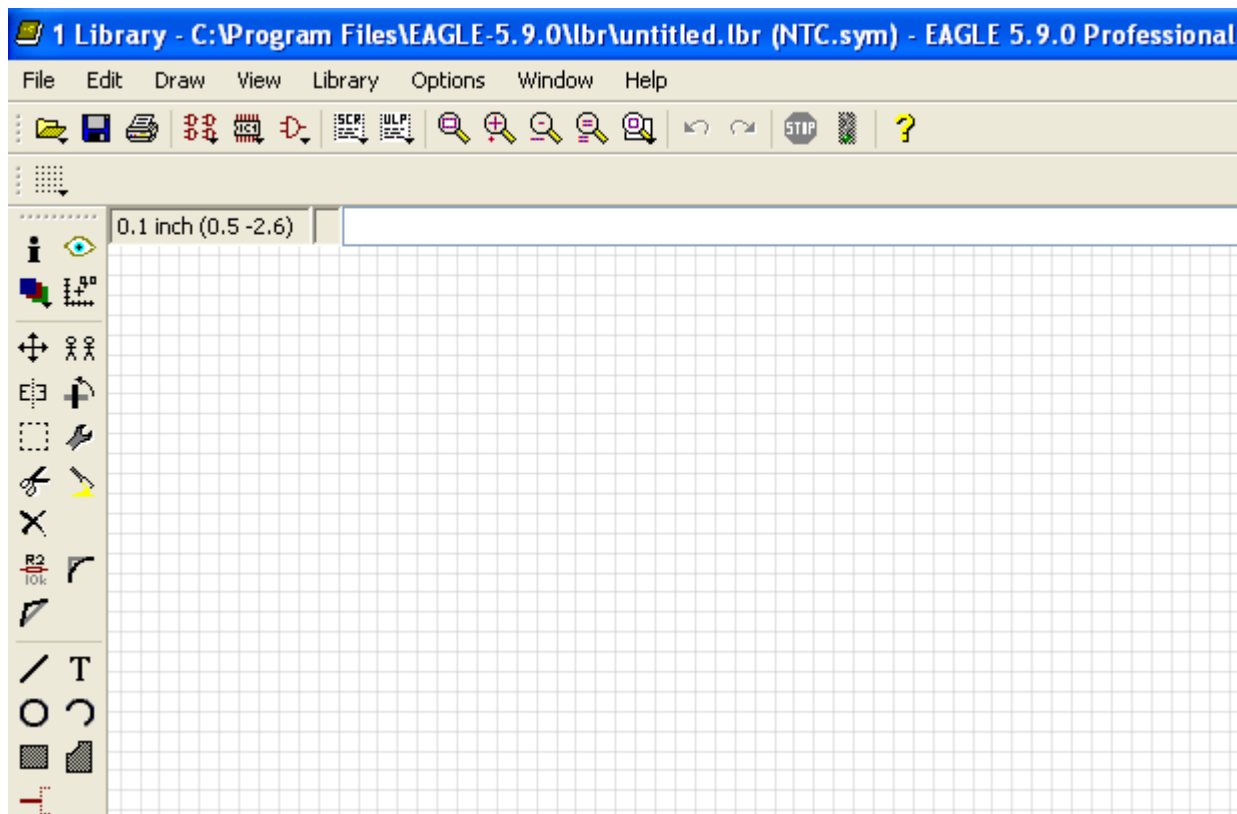 1 Library - C:\Program Files\EAGLE-5.9.0\lbr\untitled.lbr (NTC.sym) - EAGLE 5.9.0 Professional
File Edit Draw View Library Options Window Help
IC1 SCR ULP STOP ?
0.1 inch (0.5 -2.6)
i
R2
10k
T